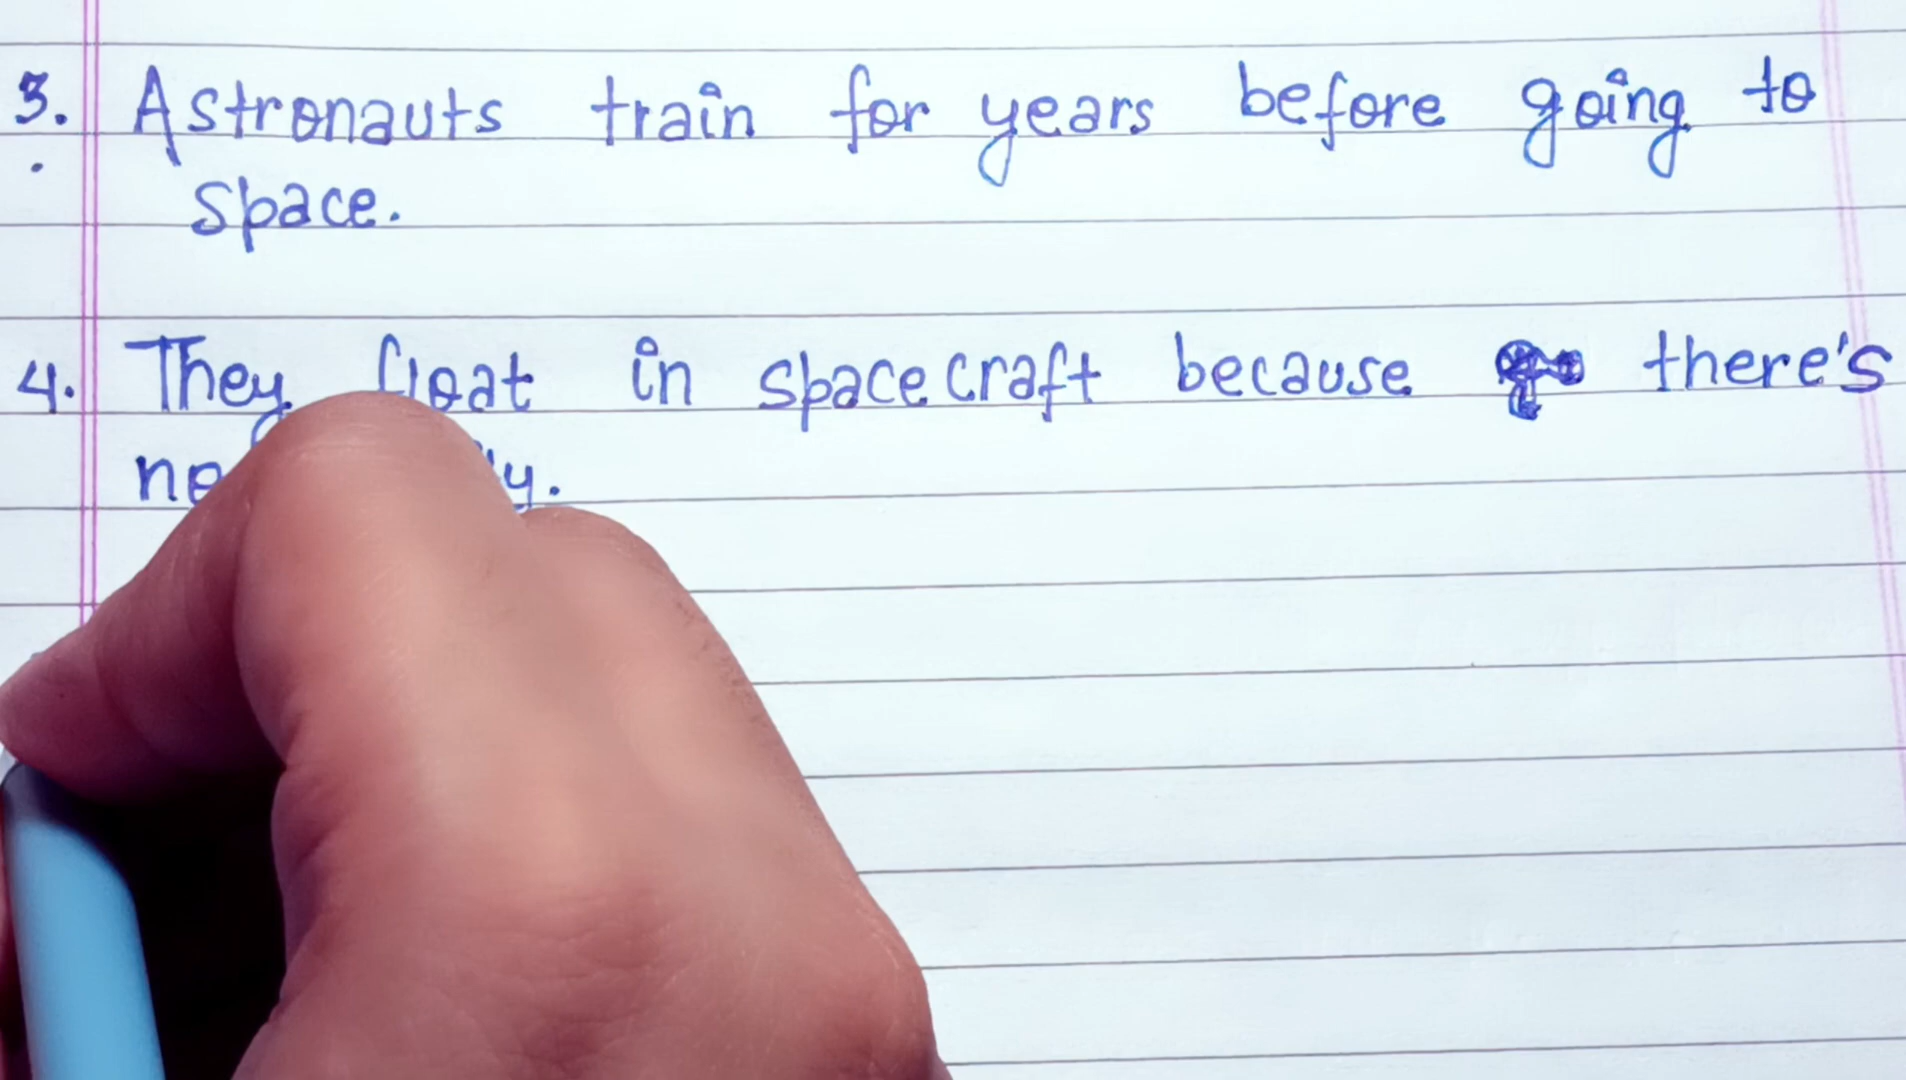 3. Astronauts train for years before going to
space.
4. They float in spacecraft because there's